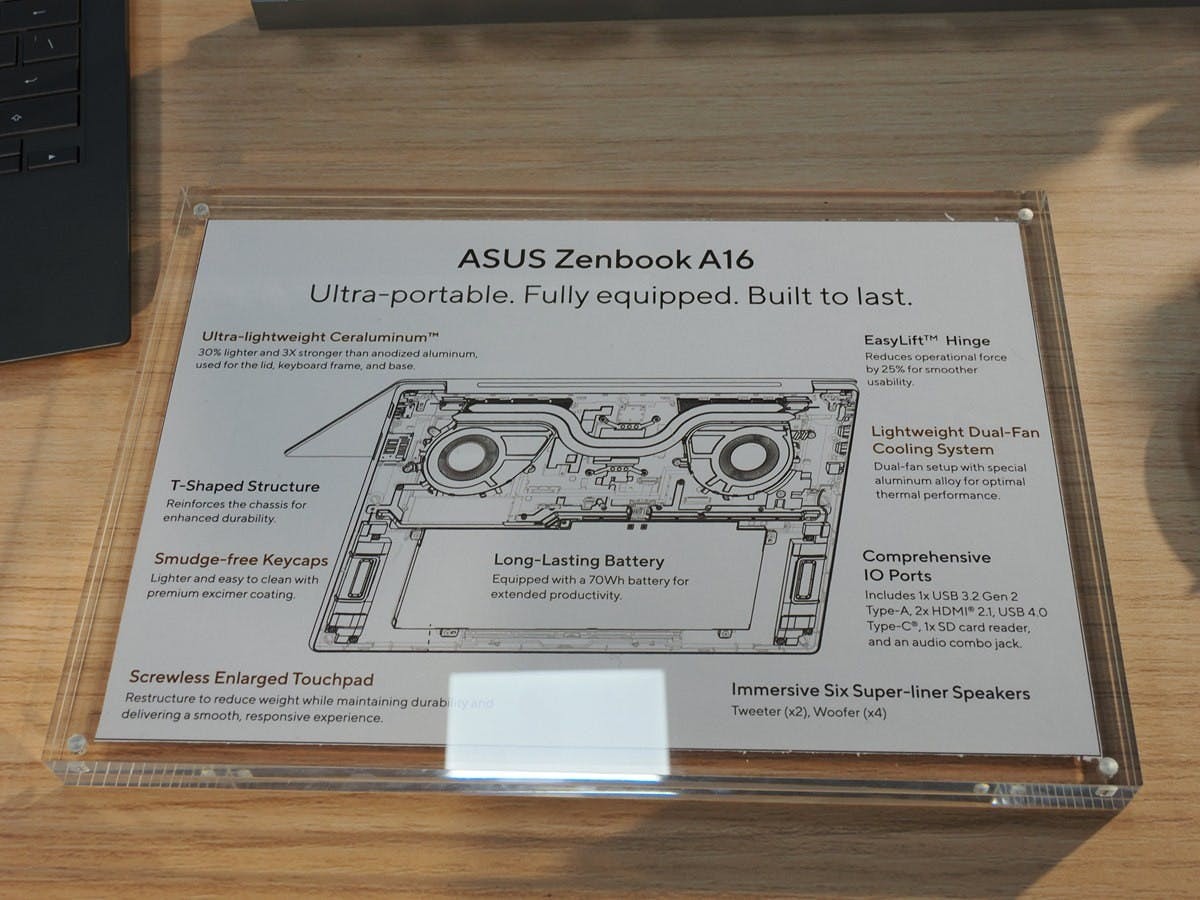 ASUS Zenbook A16
Ultra-portable. Fully equipped. Built to last.
Ultra-lightweight Ceraluminum™
30% lighter and 3X stronger than anodized aluminum,
used for the lid, keyboard frame, and base.
T-Shaped Structure
Reinforces the chassis for
enhanced durability.
Smudge-free Keycaps
Lighter and easy to clean with
premium excimer coating.
Screwless Enlarged Touchpad
Restructure to reduce weight while maintaining durability and
delivering a smooth, responsive experience.
Long-Lasting Battery
Equipped with a 70Wh battery for
extended productivity.
EasyLift™ Hinge
Reduces operational force
by 25% for smoother
usability.
Lightweight Dual-Fan
Cooling System
Dual-fan setup with special
aluminum alloy for optimal
thermal performance.
Comprehensive
IO Ports
Includes 1x USB 3.2 Gen 2
Type-A, 2x HDMI® 2.1, USB 4.0
Type-C®, 1x SD card reader,
and an audio combo jack.
Immersive Six Super-liner Speakers
Tweeter (x2), Woofer (x4)